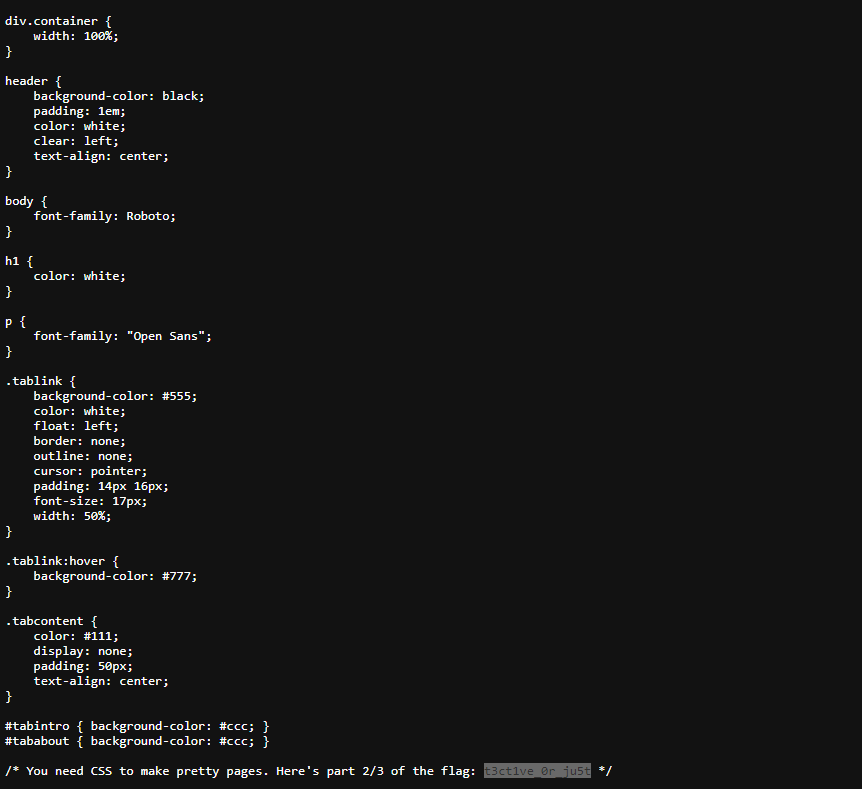 div.container {
    width: 100%;
}

header {
    background-color: black;
    padding: 1em;
    color: white;
    clear: left;
    text-align: center;
}

body {
    font-family: Roboto;
}

h1 {
    color: white;
}

p {
    font-family: "Open Sans";
}

.tablink {
    background-color: #555;
    color: white;
    float: left;
    border: none;
    outline: none;
    cursor: pointer;
    padding: 14px 16px;
    font-size: 17px;
    width: 50%;
}

.tablink:hover {
    background-color: #777;
}

.tabcontent {
    color: #111;
    display: none;
    padding: 50px;
    text-align: center;
}

#tabintro { background-color: #ccc; }
#tababout { background-color: #ccc; }

/* You need CSS to make pretty pages. Here's part 2/3 of the flag: t3ct1ve_0r_ju5t */